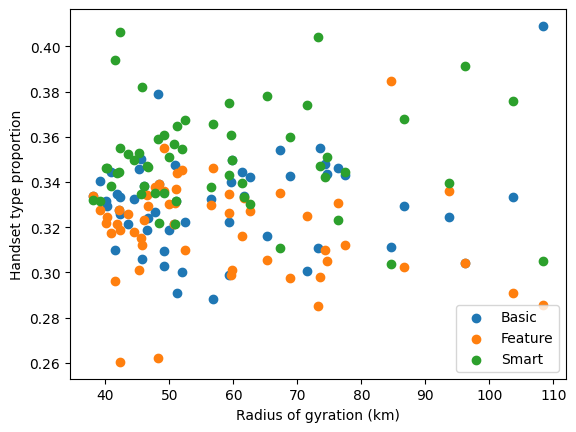 Handset type proportion
0.40
0.38
0.36
0.34
0.32
0.30
0.28
0.26
40 50 60 70 80 90 100 110
Radius of gyration (km)
Basic
Feature
Smart